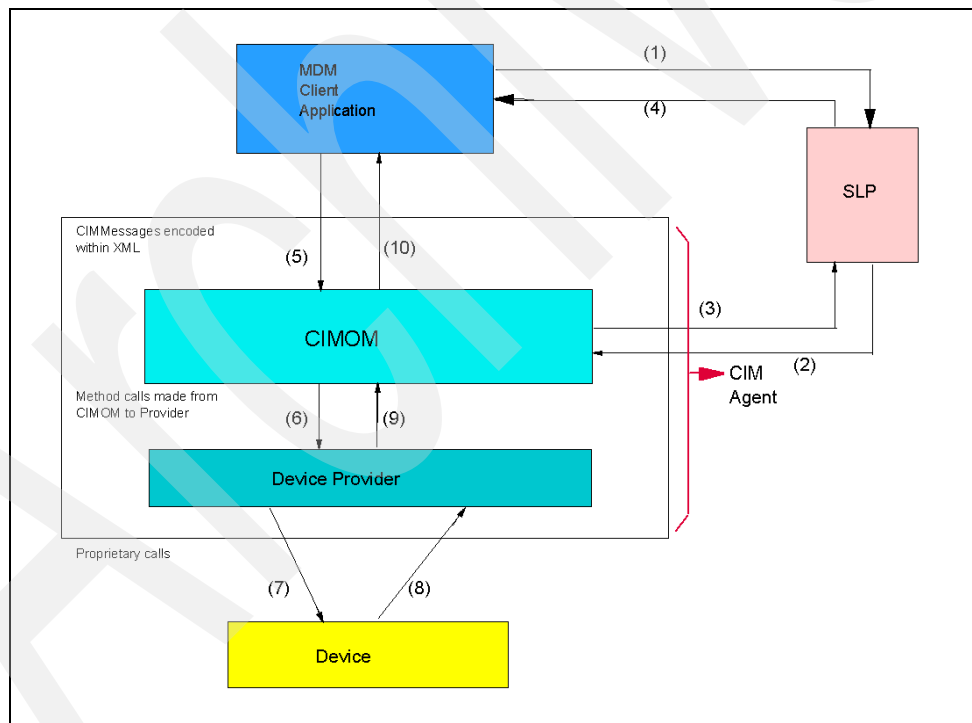 MDM
Client
Application
(1)
(4)
SLP
CIMMessages encoded
within XML
(5)
(10)
CIMOM
(3)
(2)
CIM
Agent
Method calls made from
CIMOM to Provider
(6)
(9)
Device Provider
Proprietary calls
(7)
(8)
Device